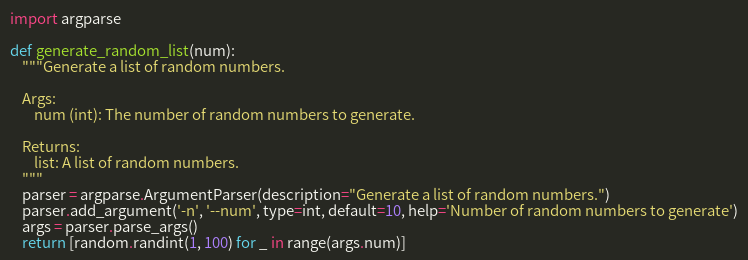 import argparse

def generate_random_list(num):
    """Generate a list of random numbers.

    Args:
        num (int): The number of random numbers to generate.

    Returns:
        list: A list of random numbers.
    """
    parser = argparse.ArgumentParser(description="Generate a list of random numbers.")
    parser.add_argument('-n', '--num', type=int, default=10, help='Number of random numbers to generate')
    args = parser.parse_args()
    return [random.randint(1, 100) for _ in range(args.num)]